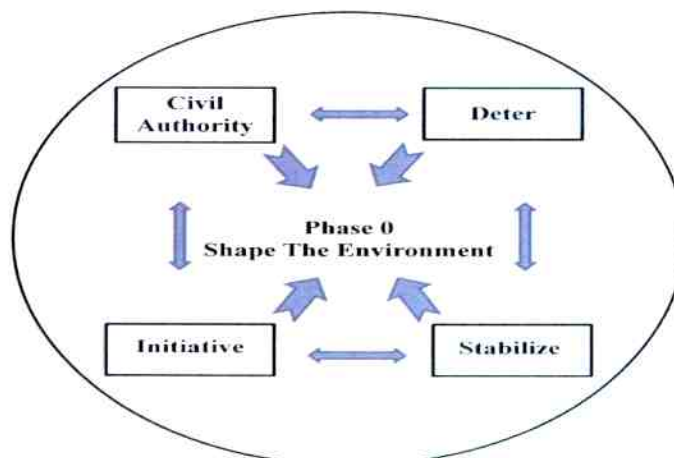 Civil
Authority
Deter
Phase 0
Shape The Environment
Initiative
Stabilize